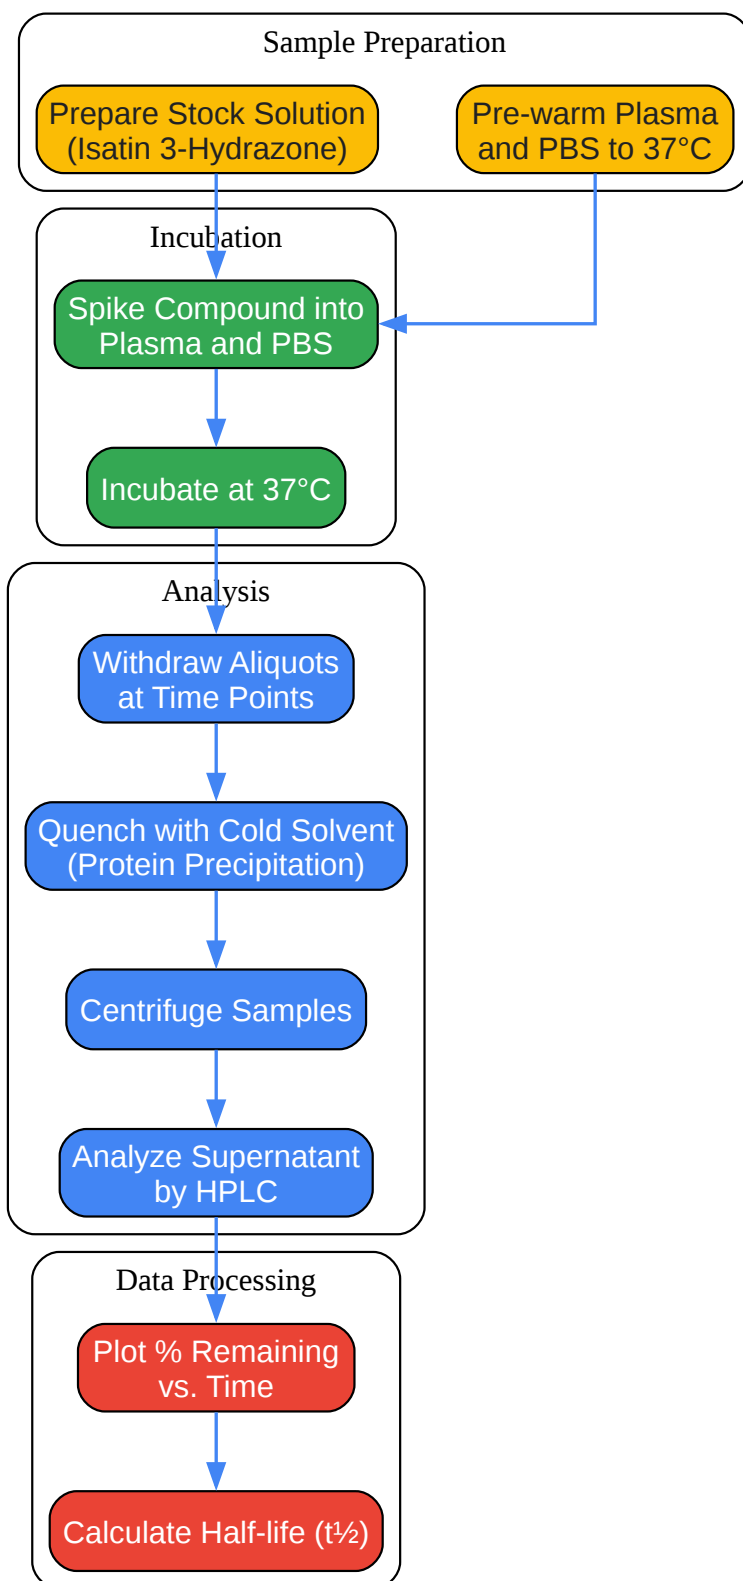 Sample Preparation
Prepare Stock Solution
(Isatin 3-Hydrazone)
Pre-warm Plasma
and PBS to 37°C
Incubation
Spike Compound into
Plasma and PBS
Incubate at 37°C
Analysis
Withdraw Aliquots
at Time Points
Quench with Cold Solvent
(Protein Precipitation)
Centrifuge Samples
Analyze Supernatant
by HPLC
Data Processing
Plot % Remaining
vs. Time
Calculate Half-life (t½)